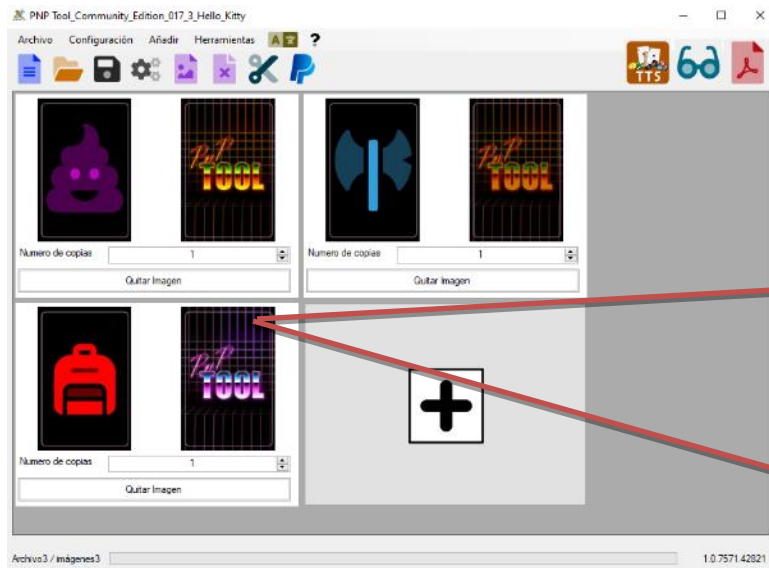 PNP Tool_Community_Edition_017_3_Hello_Kitty
Archivo Configuración Añadir Herramientas A 文 ?
TTS
PnP TOOL PnP TOOL
Numero de copias 1 Numero de copias 1
Quitar Imagen Quitar Imagen
PnP TOOL
Numero de copias 1
Quitar Imagen
Archivo3 / imágenes3 1.0.7571.42821